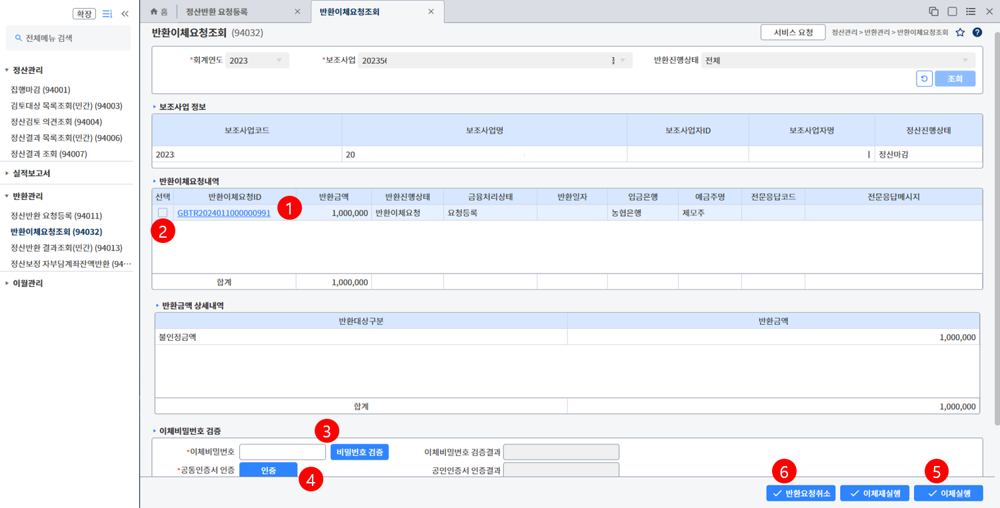 확장
전체메뉴 검색
정산관리
집행마감 (94001)
검토대상 목록조회(민간) (94003)
정산검토 의견조회 (94004)
정산결과 목록조회(민간) (94006)
정산결과 조회 (94007)
실적보고서
반환관리
정산반환 요청등록 (94011)
반환이체요청조회 (94032)
정산반환 결과조회(민간) (94013)
정산보정 자부담계좌잔액반환 (94···
이월관리
홈 정산반환 요청등록 반환이체요청조회
반환이체요청조회 (94032) 서비스 요청 정산관리 > 반환관리 > 반환이체요청조회
*회계연도 2023 *보조사업 202356 반환진행상태 전체
조회
보조사업 정보
보조사업코드 보조사업명 보조사업자ID 보조사업자명 정산진행상태
2023 20 정산마감
반환이체요청내역
선택 반환이체요청ID 반환금액 반환진행상태 금융처리상태 반환일자 입금은행 예금주명 전문응답코드 전문응답메시지
GBTR2024011000000991 1 1,000,000 반환이체요청 요청등록 농협은행 제모주
2
합계 1,000,000
반환금액 상세내역
반환대상구분 반환금액
불인정금액 1,000,000
합계 1,000,000
이체비밀번호 검증 3
*이체비밀번호 비밀번호 검증 이체비밀번호 검증결과
*공동인증서 인증 인증 4 공인인증서 인증결과
6 5
반환요청취소 이체재실행 이체실행